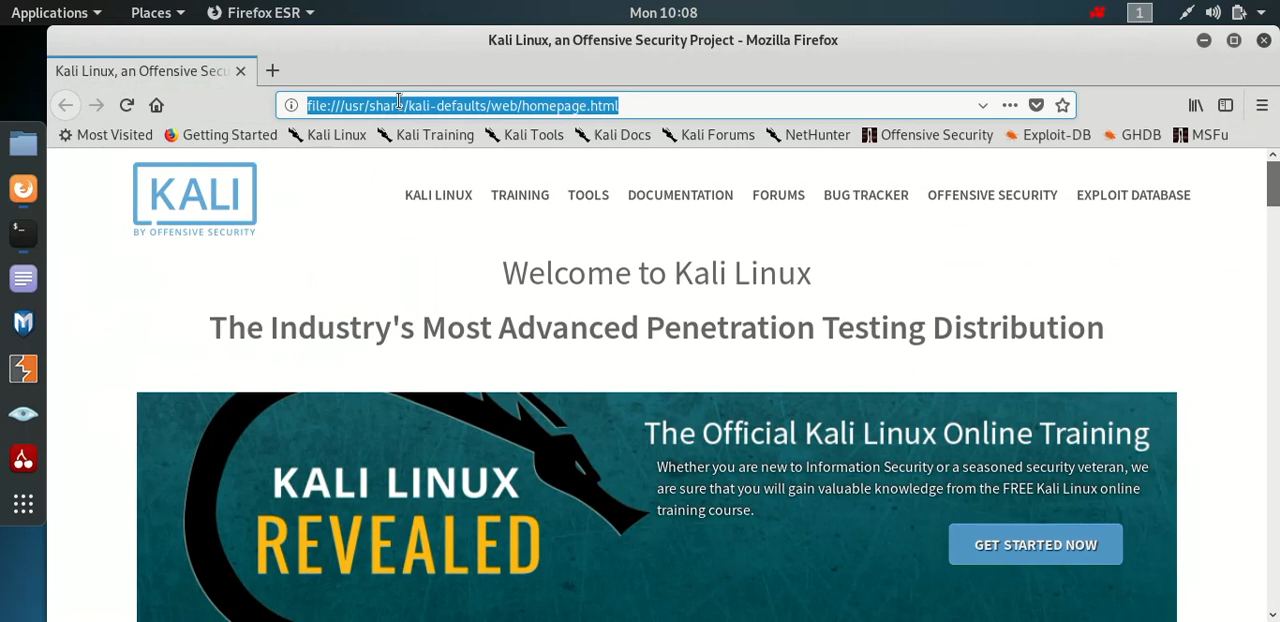 Applications Places Firefox ESR Mon 10:08 1
Kali Linux, an Offensive Security Project - Mozilla Firefox
Kali Linux, an Offensive Secu
file:///usr/share/kali-defaults/web/homepage.html
Most Visited Getting Started Kali Linux Kali Training Kali Tools Kali Docs Kali Forums NetHunter Offensive Security Exploit-DB GHDB MSFu
KALI
BY OFFENSIVE SECURITY
KALI LINUX TRAINING TOOLS DOCUMENTATION FORUMS BUG TRACKER OFFENSIVE SECURITY EXPLOIT DATABASE
Welcome to Kali Linux
The Industry's Most Advanced Penetration Testing Distribution
KALI LINUX
REVEALED
The Official Kali Linux Online Training
Whether you are new to Information Security or a seasoned security veteran, we
are sure that you will gain valuable knowledge from the FREE Kali Linux online
training course.
GET STARTED NOW